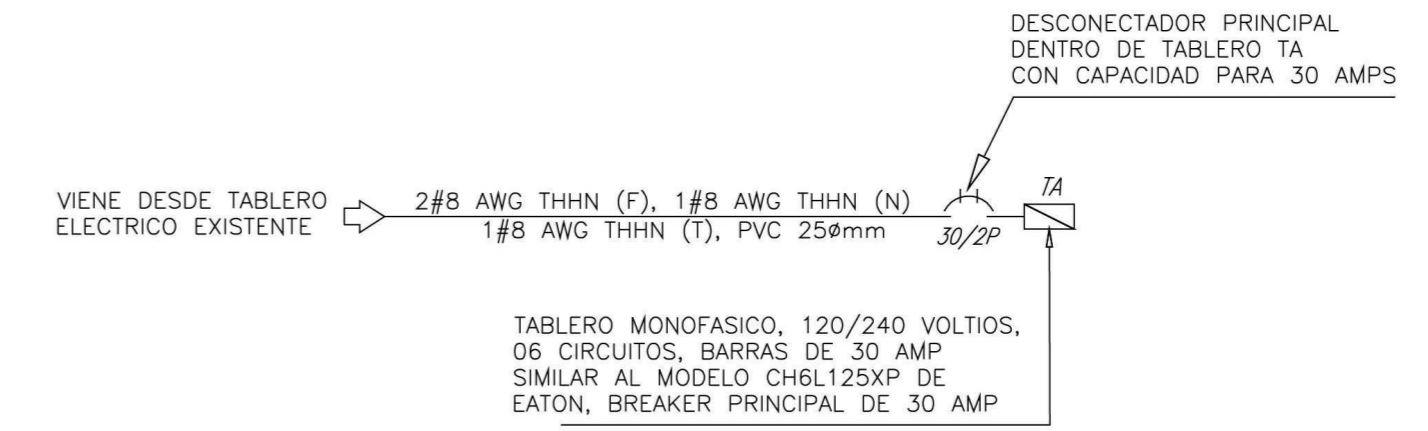 DESCONECTADOR PRINCIPAL
DENTRO DE TABLERO TA
CON CAPACIDAD PARA 30 AMPS
VIENE DESDE TABLERO
ELECTRICO EXISTENTE
2#8 AWG THHN (F), 1#8 AWG THHN (N)
1#8 AWG THHN (T), PVC 25ømm
30/2P
TA
TABLERO MONOFASICO, 120/240 VOLTIOS,
06 CIRCUITOS, BARRAS DE 30 AMP
SIMILAR AL MODELO CH6L125XP DE
EATON, BREAKER PRINCIPAL DE 30 AMP